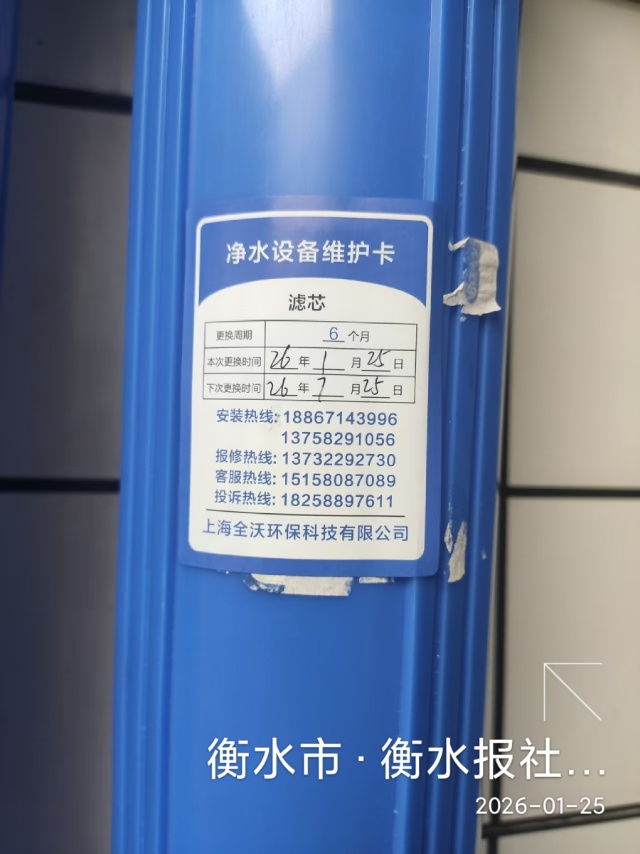 净水设备维护卡
滤芯
更换周期 6 个月
本次更换时间 26 年 1 月 25 日
下次更换时间 26 年 7 月 25 日
安装热线: 18867143996
13758291056
报修热线: 13732292730
客服热线: 15158087089
投诉热线: 18258897611
上海全沃环保科技有限公司
衡水市 · 衡水报社...
2026-01-25